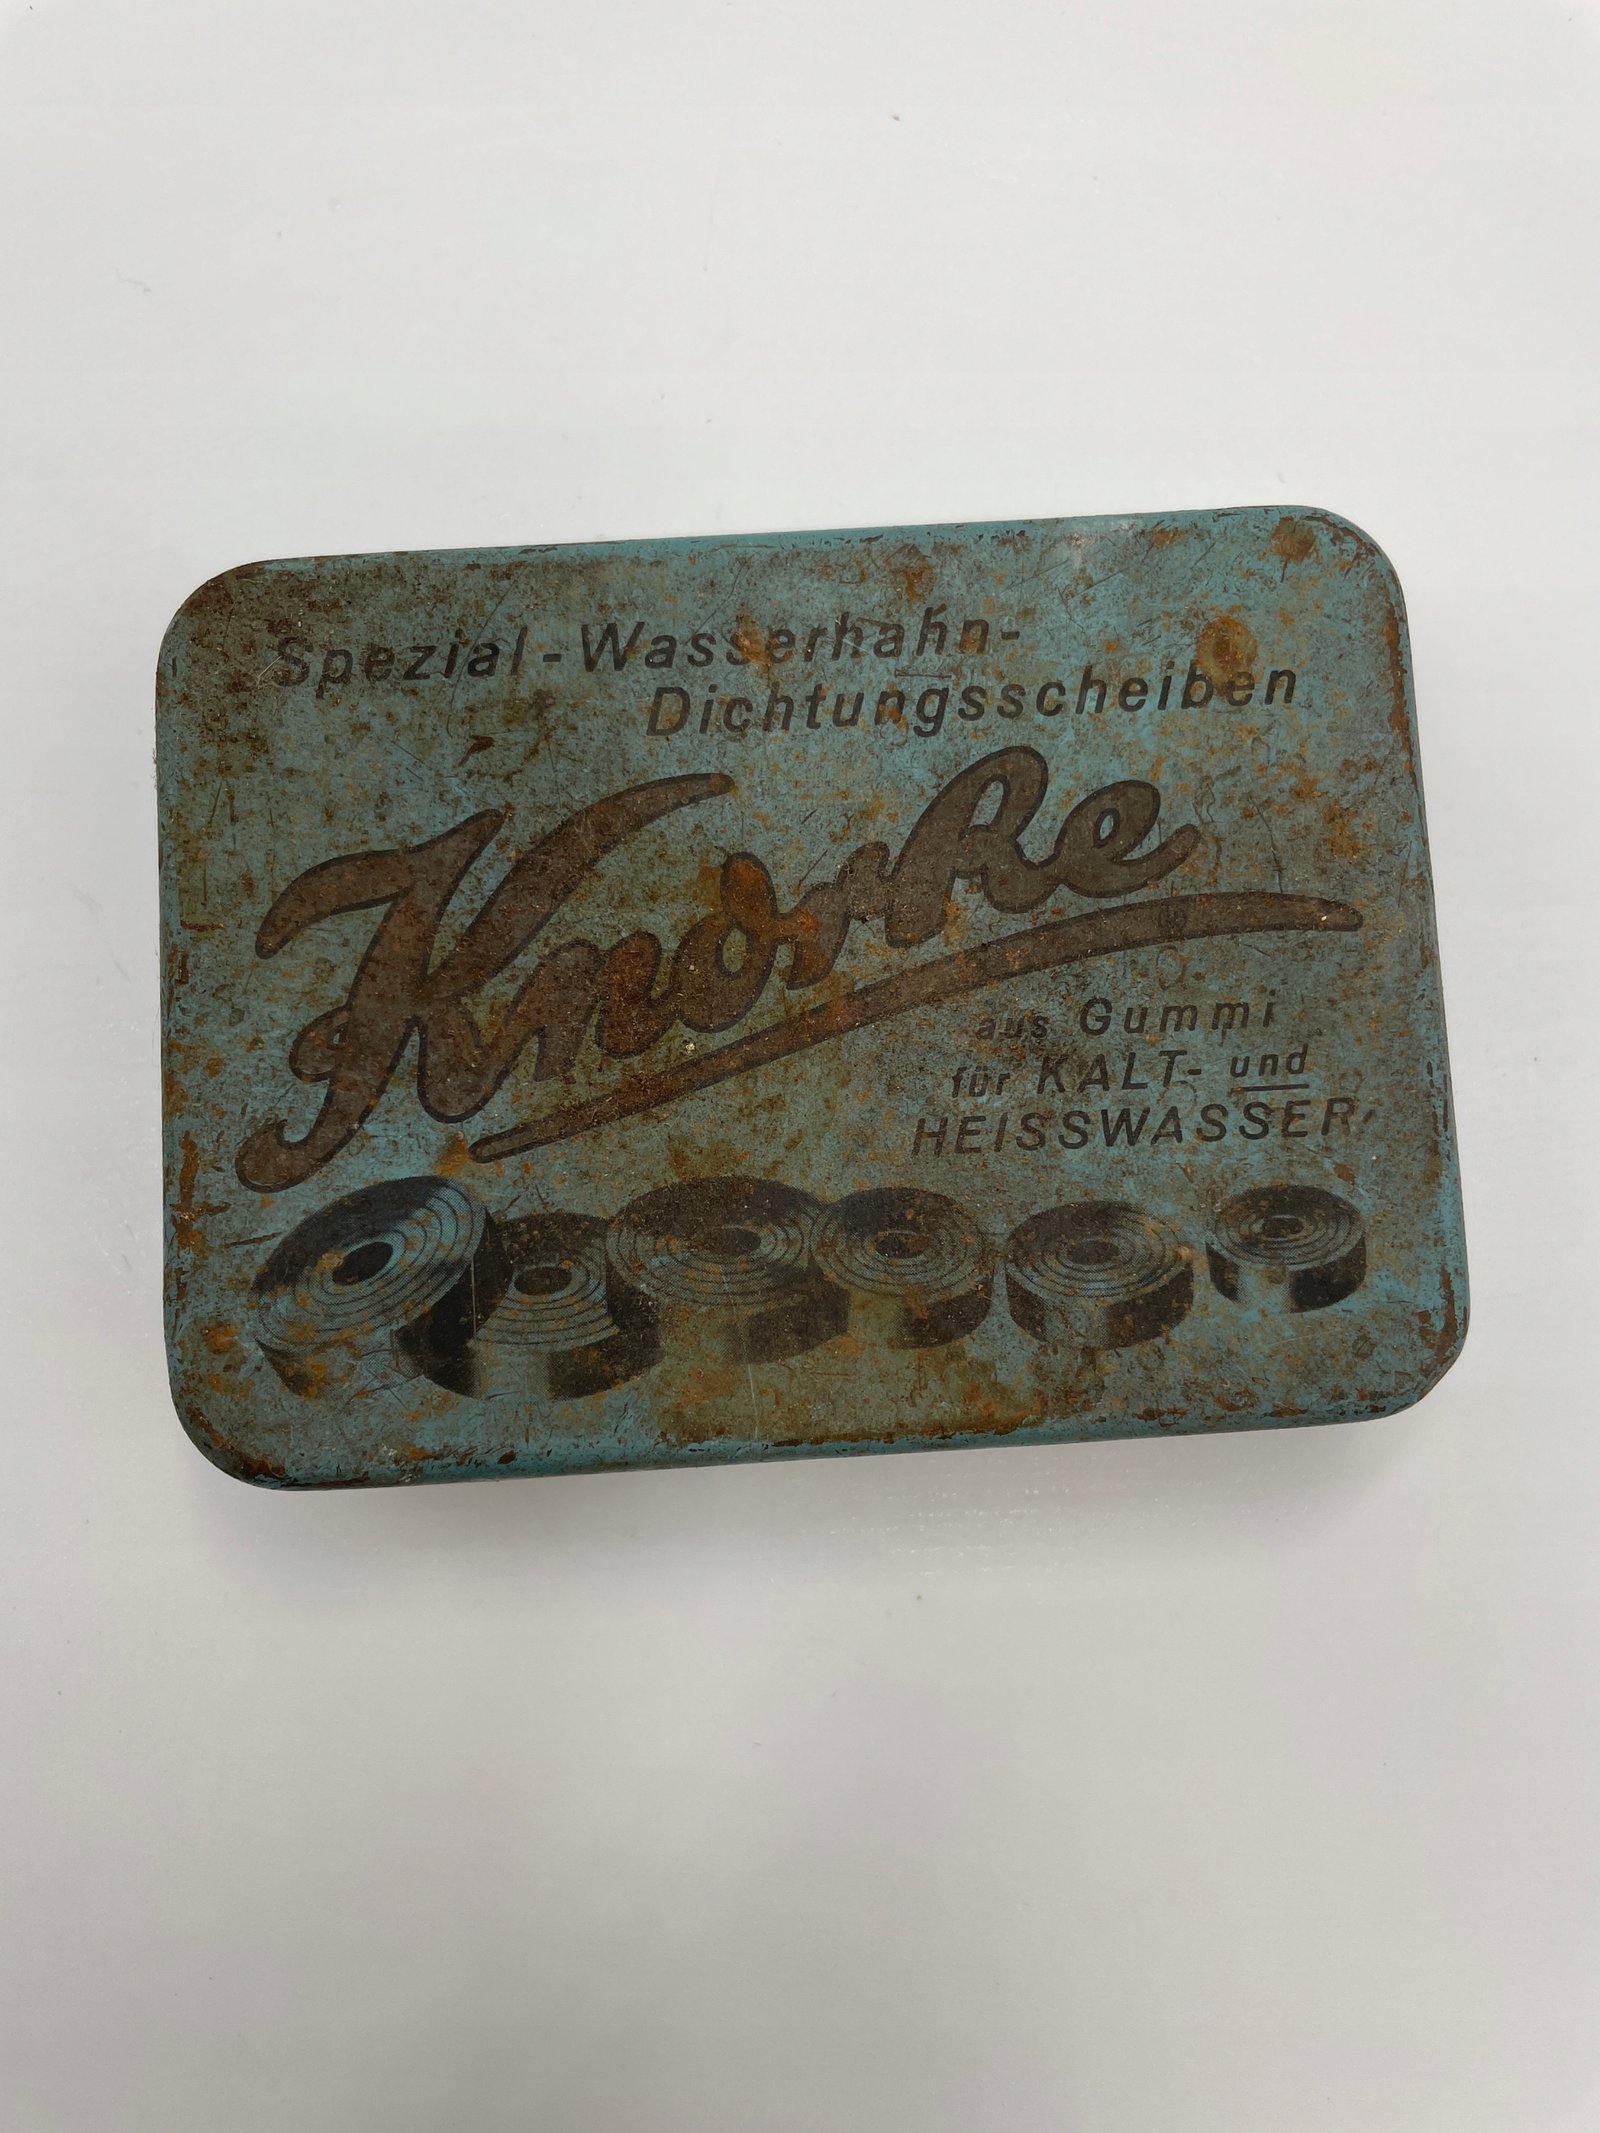 Spezial-Wasserhahn-
Dichtungsscheiben
Knorke
®
aus Gummi
für KALT- und
HEISSWASSER